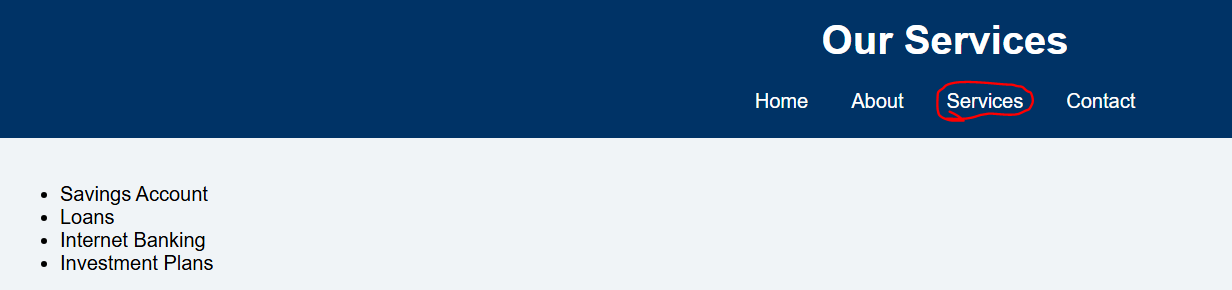 Our Services
Home About Services Contact
Savings Account
Loans
Internet Banking
Investment Plans